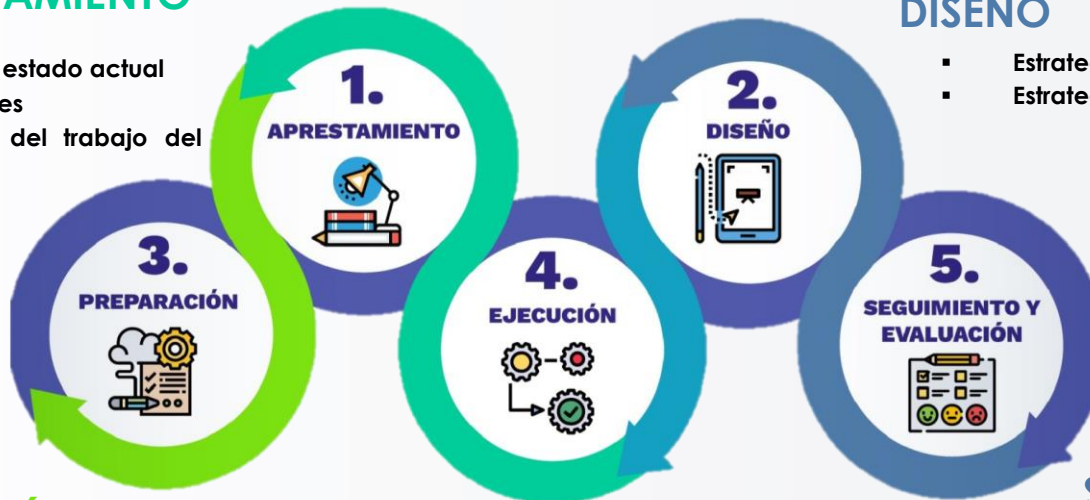 estado actual
es
del trabajo del
DISEÑO
▪ Estrate
▪ Estrate
1.
APRESTAMIENTO
2.
DISEÑO
3.
PREPARACIÓN
4.
EJECUCIÓN
5.
SEGUIMIENTO Y
EVALUACIÓN